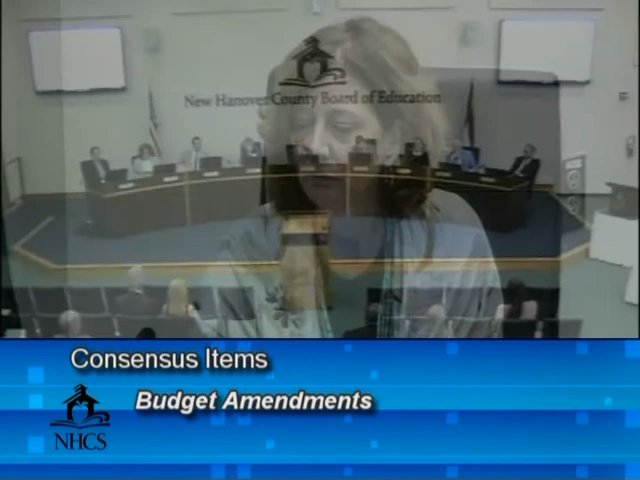 New Hanover County Board of Education
Consensus Items
Budget Amendments
NHCS